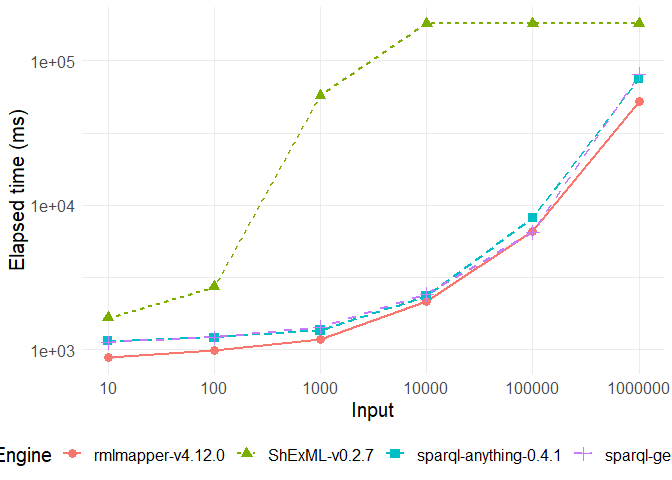 Elapsed time (ms)
1e+05
1e+04
1e+03
10 100 1000 10000 100000 1000000
Input
Engine rmlmapper-v4.12.0 ShExML-v0.2.7 sparql-anything-0.4.1 sparql-ge